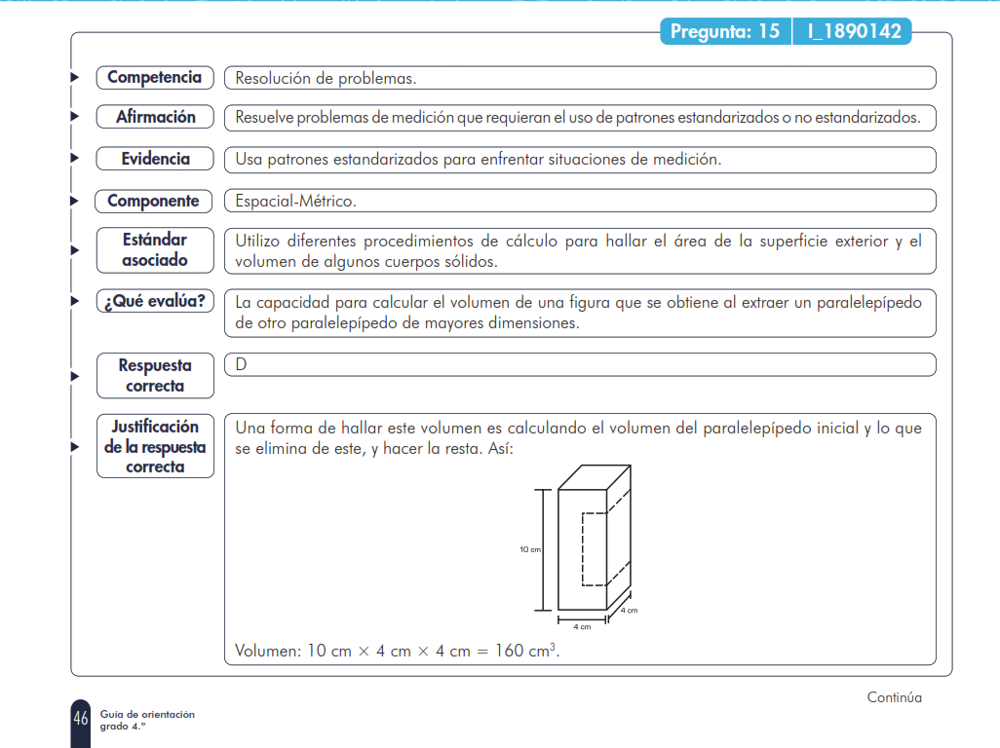 Pregunta: 15 I_1890142
Competencia
Resolución de problemas.
Afirmación
Resuelve problemas de medición que requieran el uso de patrones estandarizados o no estandarizados.
Evidencia
Usa patrones estandarizados para enfrentar situaciones de medición.
Componente
Espacial-Métrico.
Estándar
asociado
Utilizo diferentes procedimientos de cálculo para hallar el área de la superficie exterior y el
volumen de algunos cuerpos sólidos.
¿Qué evalúa?
La capacidad para calcular el volumen de una figura que se obtiene al extraer un paralelepípedo
de otro paralelepípedo de mayores dimensiones.
Respuesta
correcta
D
Justificación
de la respuesta
correcta
Una forma de hallar este volumen es calculando el volumen del paralelepípedo inicial y lo que
se elimina de este, y hacer la resta. Así:
10 cm
4 cm
4 cm
Volumen: 10 cm × 4 cm × 4 cm = 160 cm³.
Continúa
46
Guía de orientación
grado 4.º